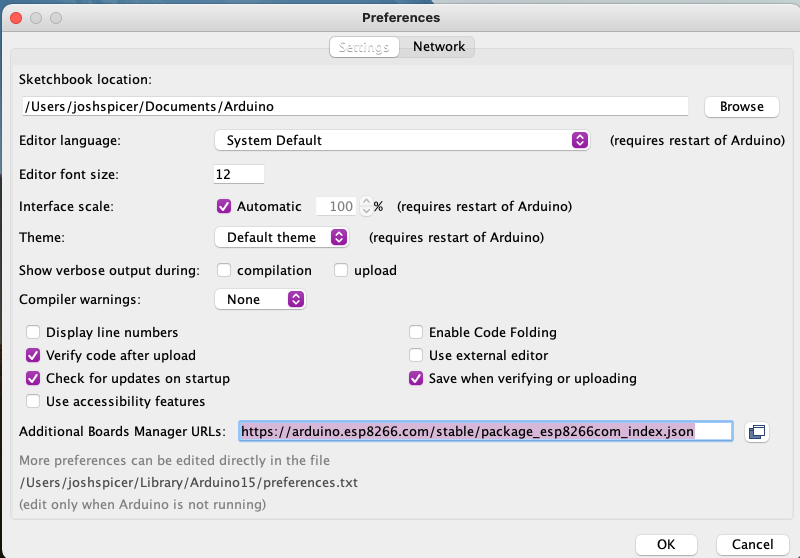 Preferences
Settings Network
Sketchbook location:
/Users/joshspicer/Documents/Arduino Browse
Editor language: System Default (requires restart of Arduino)
Editor font size: 12
Interface scale: Automatic 100 % (requires restart of Arduino)
Theme: Default theme (requires restart of Arduino)
Show verbose output during: compilation upload
Compiler warnings: None
Display line numbers Enable Code Folding
Verify code after upload Use external editor
Check for updates on startup Save when verifying or uploading
Use accessibility features
Additional Boards Manager URLs: https://arduino.esp8266.com/stable/package_esp8266com_index.json
More preferences can be edited directly in the file
/Users/joshspicer/Library/Arduino15/preferences.txt
(edit only when Arduino is not running)
OK Cancel